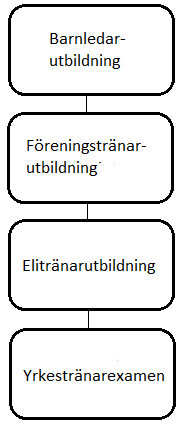 Barnledar-
utbildning
Föreningstränar-
utbildning
Elitränarutbildning
Yrkestränarexamen